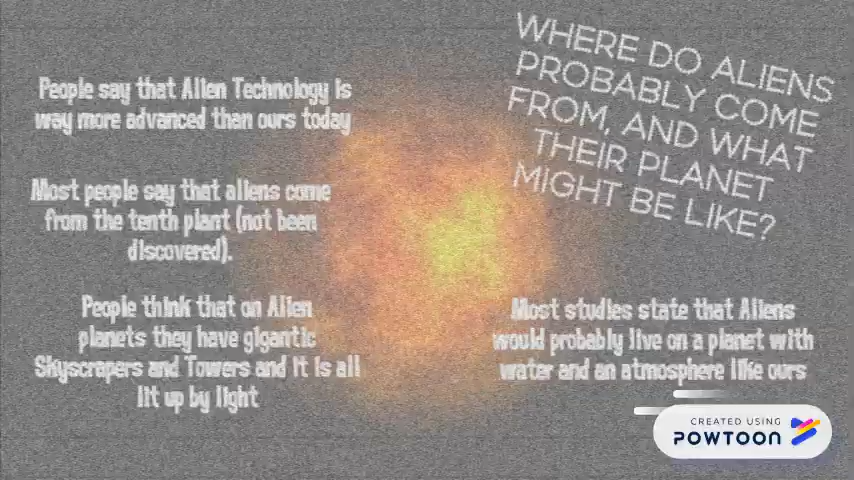 WHERE DO ALIENS
PROBABLY COME
FROM, AND WHAT
THEIR PLANET
MIGHT BE LIKE?
People say that Alien Technology is
way more advanced than ours today
Most people say that aliens come
from the tenth plant (not been
discovered).
People think that on Alien
planets they have gigantic
Skyscrapers and Towers and it is all
lit up by light
Most studies state that Aliens
would probably live on a planet with
water and an atmosphere like ours
CREATED USING
POWTOON